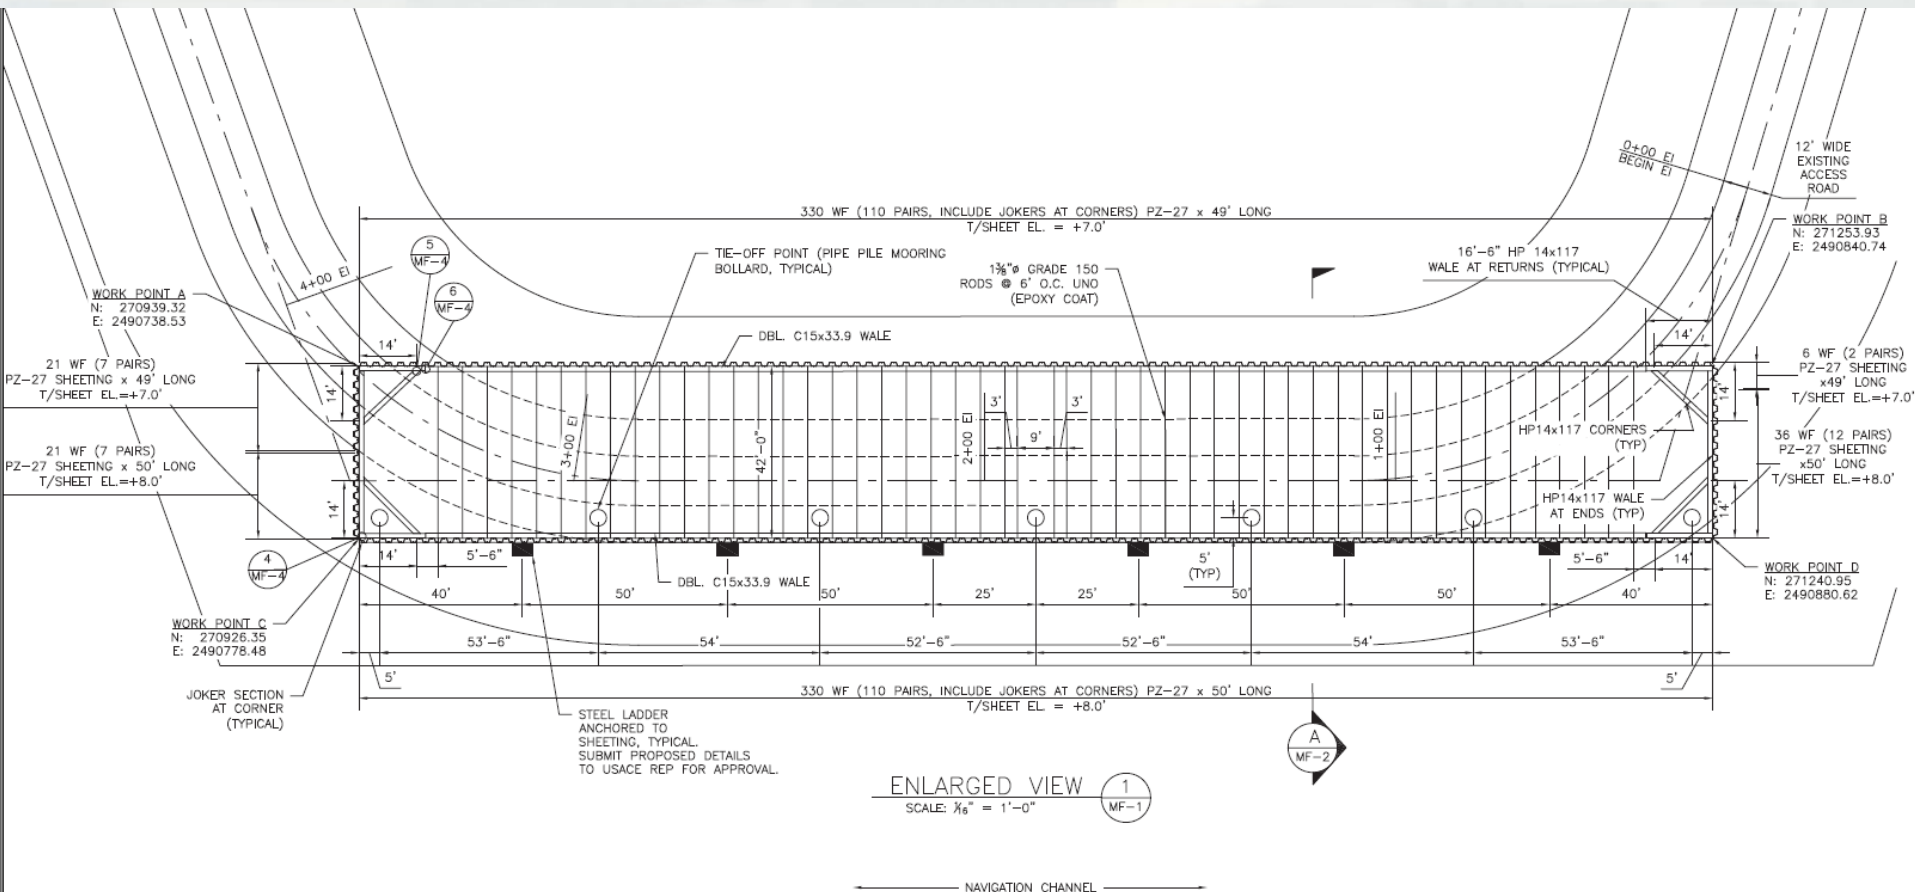 0+00 EI
BEGIN EI
12' WIDE
EXISTING
ACCESS
ROAD
330 WF (110 PAIRS, INCLUDE JOKERS AT CORNERS) PZ-27 x 49' LONG
T/SHEET EL. = +7.0'
WORK POINT B
N: 271253.93
E: 2490840.74
5
MF-4
4+00 EI
6
MF-4
TIE-OFF POINT (PIPE PILE MOORING
BOLLARD, TYPICAL)
1⅜"ø GRADE 150
RODS @ 6' O.C. UNO
(EPOXY COAT)
16'-6" HP 14x117
WALE AT RETURNS (TYPICAL)
WORK POINT A
N: 270939.32
E: 2490738.53
DBL. C15x33.9 WALE
14'
14'
21 WF (7 PAIRS)
PZ-27 SHEETING x 49' LONG
T/SHEET EL.=+7.0'
6 WF (2 PAIRS)
PZ-27 SHEETING
x49' LONG
T/SHEET EL.=+7.0'
14'
14'
3'
3'
9'
3+00 EI
42'-0"
2+00 EI
1+00 EI
HP14x117 CORNERS
(TYP)
21 WF (7 PAIRS)
PZ-27 SHEETING x 50' LONG
T/SHEET EL.=+8.0'
36 WF (12 PAIRS)
PZ-27 SHEETING
x50' LONG
T/SHEET EL.=+8.0'
HP14x117 WALE
AT ENDS (TYP)
14'
14'
4
MF-4
14'
5'-6"
DBL. C15x33.9 WALE
5'
(TYP)
5'-6"
14'
WORK POINT D
N: 271240.95
E: 2490880.62
40'
50'
50'
25'
25'
50'
50'
40'
WORK POINT C
N: 270926.35
E: 2490778.48
53'-6"
54'
52'-6"
52'-6"
54'
53'-6"
5'
5'
JOKER SECTION
AT CORNER
(TYPICAL)
330 WF (110 PAIRS, INCLUDE JOKERS AT CORNERS) PZ-27 x 50' LONG
T/SHEET EL = +8.0'
STEEL LADDER
ANCHORED TO
SHEETING, TYPICAL.
SUBMIT PROPOSED DETAILS
TO USACE REP FOR APPROVAL.
A
MF-2
ENLARGED VIEW
SCALE: 1/16" = 1'-0"
1
MF-1
NAVIGATION CHANNEL